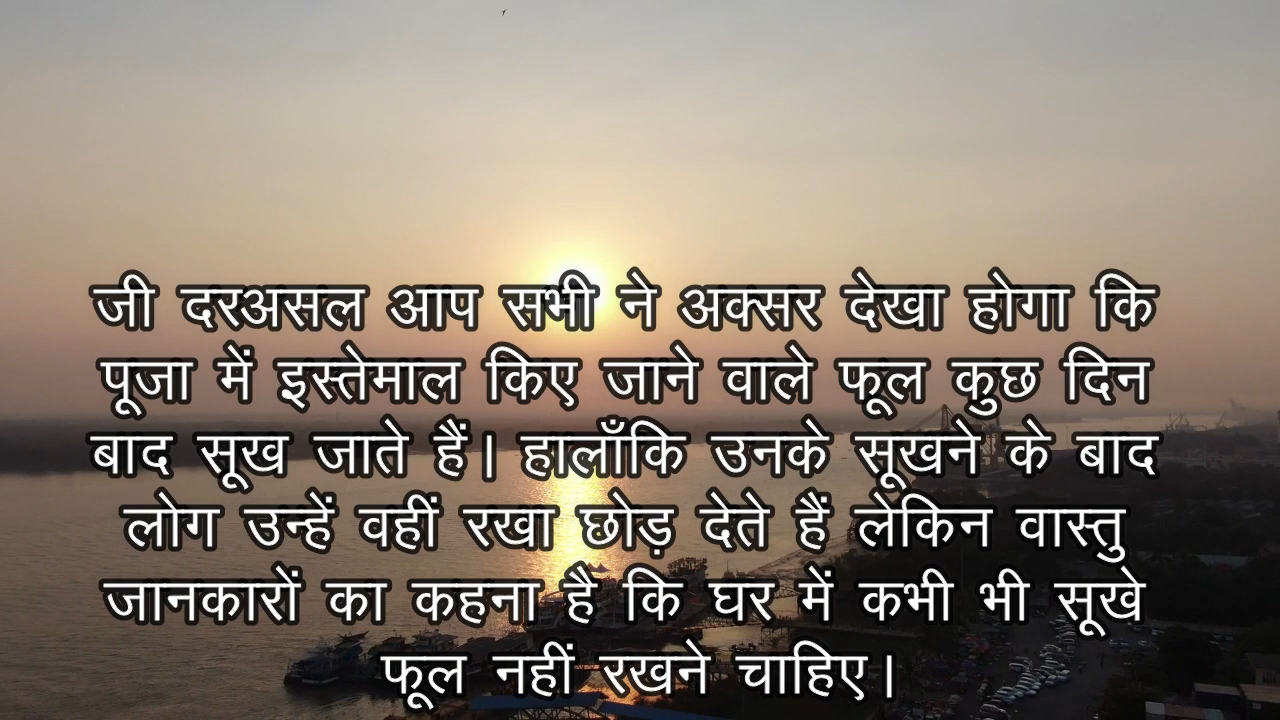 जी दरअसल आप सभी ने अक्सर देखा होगा कि
पूजा में इस्तेमाल किए जाने वाले फूल कुछ दिन
बाद सूख जाते हैं। हालाँकि उनके सूखने के बाद
लोग उन्हें वहीं रखा छोड़ देते हैं लेकिन वास्तु
जानकारों का कहना है कि घर में कभी भी सूखे
फूल नहीं रखने चाहिए।